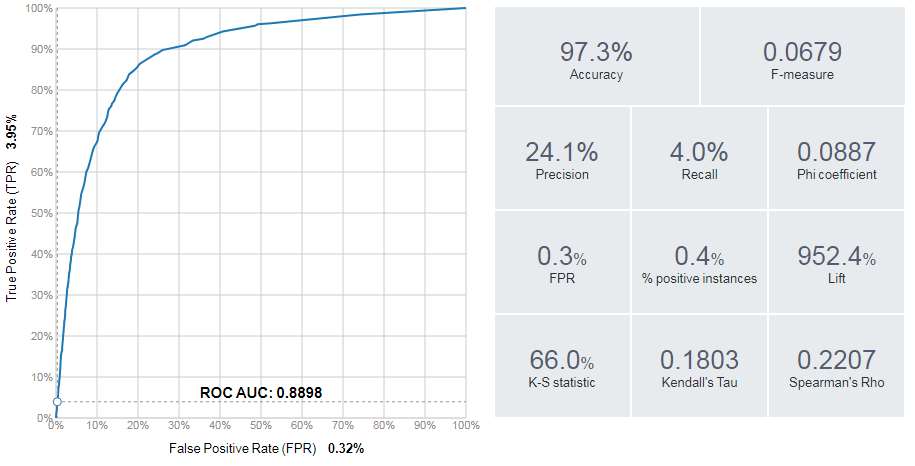 100%
90%
80%
70%
60%
50%
40%
30%
20%
10%
0%
True Positive Rate (TPR) 3.95%
ROC AUC: 0.8898
0% 10% 20% 30% 40% 50% 60% 70% 80% 90% 100%
False Positive Rate (FPR) 0.32%
97.3% 0.0679
Accuracy F-measure
24.1% 4.0% 0.0887
Precision Recall Phi coefficient
0.3% 0.4% 952.4%
FPR % positive instances Lift
66.0% 0.1803 0.2207
K-S statistic Kendall's Tau Spearman's Rho